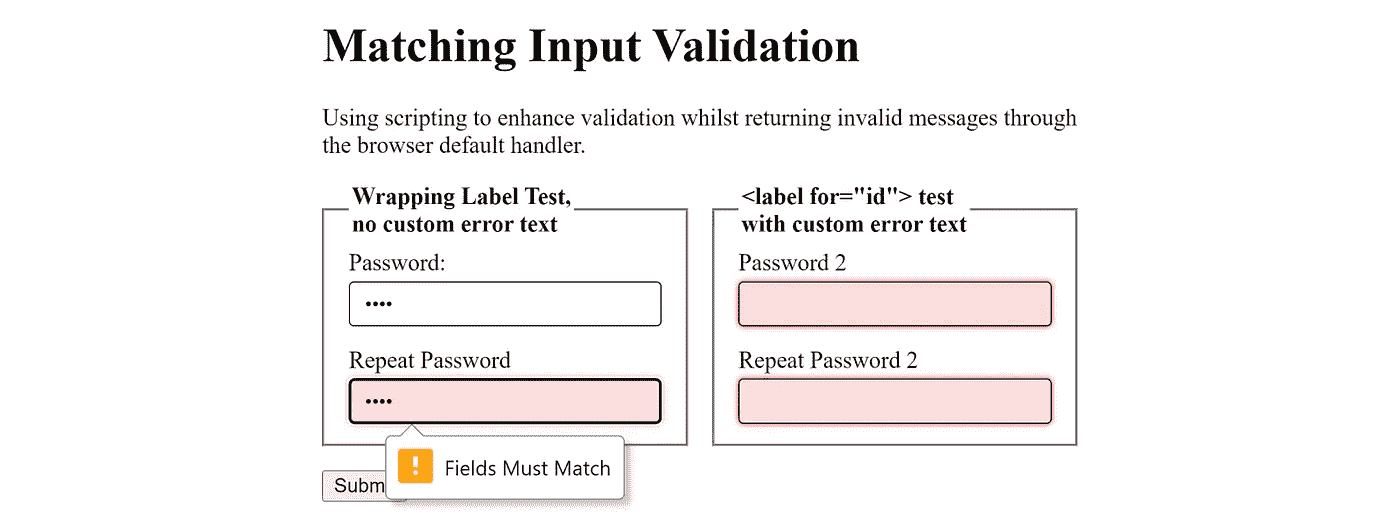 Matching Input Validation
Using scripting to enhance validation whilst returning invalid messages through
the browser default handler.
Wrapping Label Test,
no custom error text
Password:
••••
Repeat Password
••••
Fields Must Match
<label for="id"> test
with custom error text
Password 2
Repeat Password 2
Subm